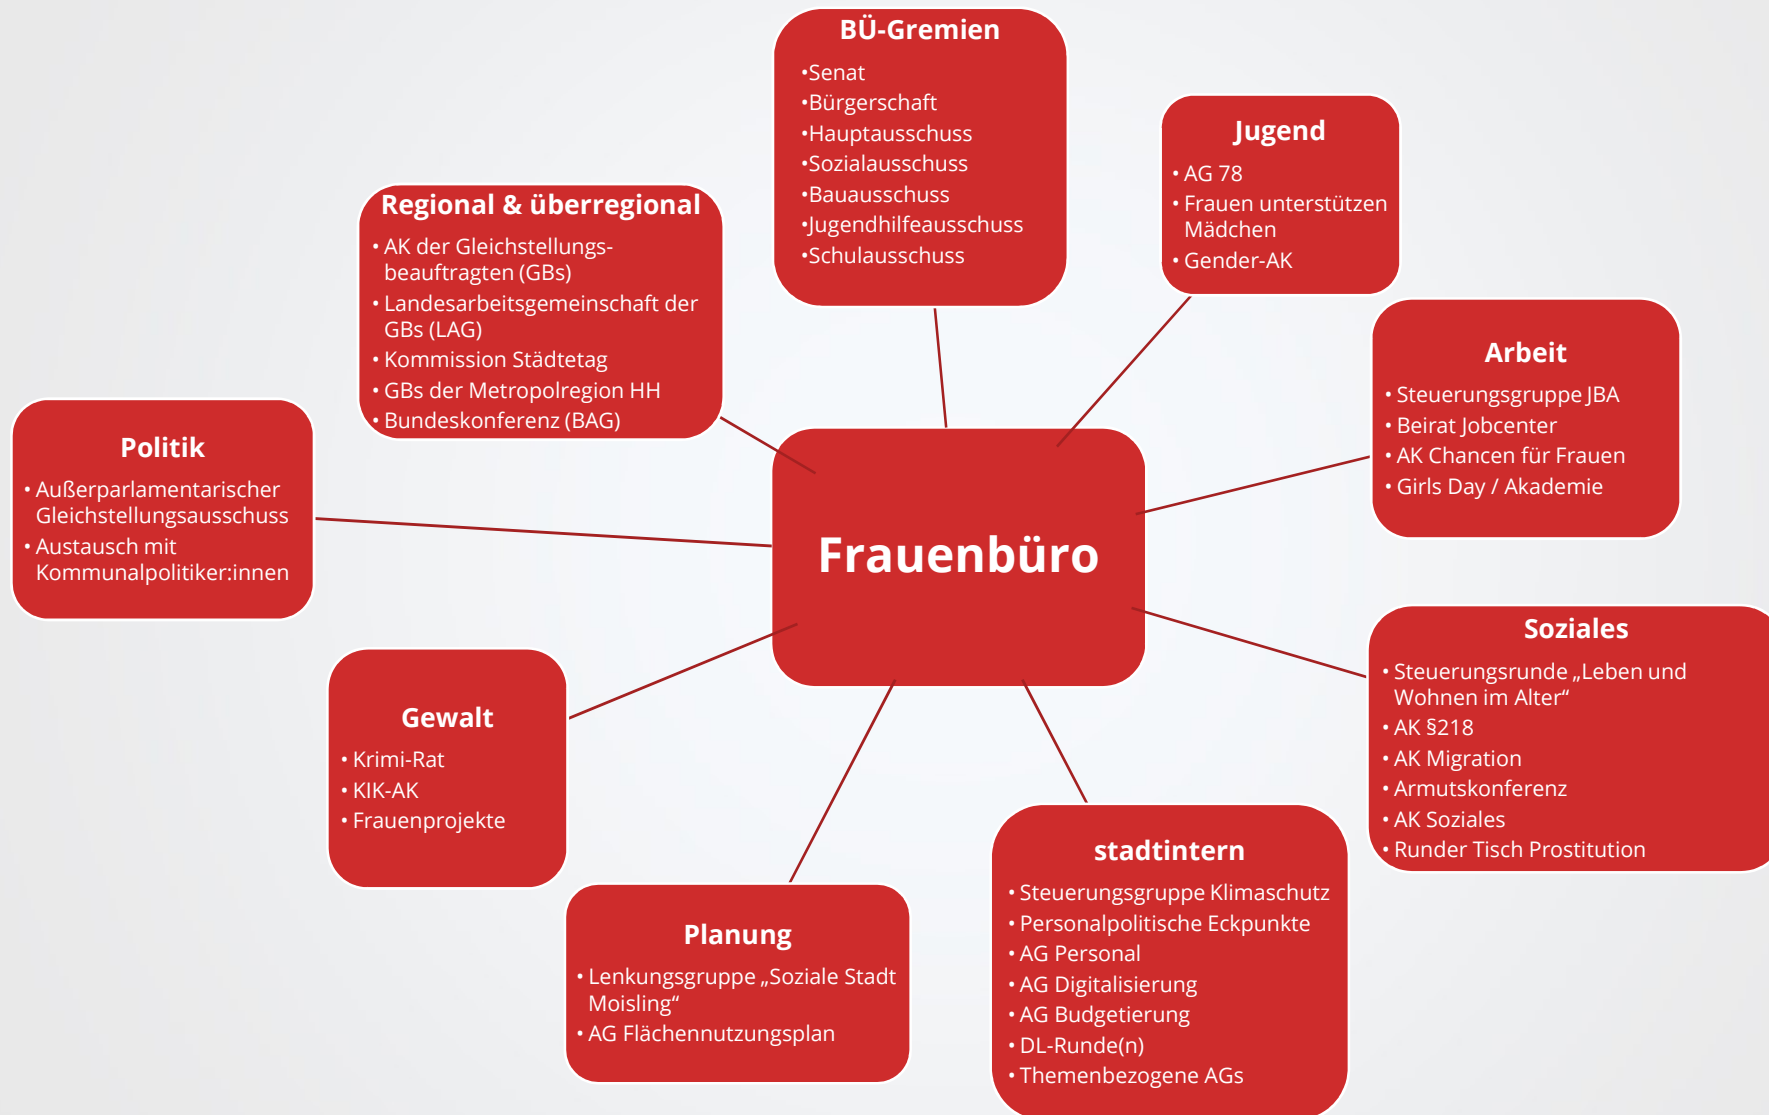 BÜ-Gremien
•Senat
•Bürgerschaft
•Hauptausschuss
•Sozialausschuss
•Bauausschuss
•Jugendhilfeausschuss
•Schulausschuss
Jugend
• AG 78
• Frauen unterstützen
Mädchen
• Gender-AK
Regional & überregional
• AK der Gleichstellungs-
beauftragten (GBs)
• Landesarbeitsgemeinschaft der
GBs (LAG)
• Kommission Städtetag
• GBs der Metropolregion HH
• Bundeskonferenz (BAG)
Arbeit
• Steuerungsgruppe JBA
• Beirat Jobcenter
• AK Chancen für Frauen
• Girls Day / Akademie
Politik
• Außerparlamentarischer
Gleichstellungsausschuss
• Austausch mit
Kommunalpolitiker:innen
Frauenbüro
Soziales
• Steuerungsrunde „Leben und
Wohnen im Alter“
• AK §218
• AK Migration
• Armutskonferenz
• AK Soziales
• Runder Tisch Prostitution
Gewalt
• Krimi-Rat
• KIK-AK
• Frauenprojekte
stadtintern
• Steuerungsgruppe Klimaschutz
• Personalpolitische Eckpunkte
• AG Personal
• AG Digitalisierung
• AG Budgetierung
• DL-Runde(n)
• Themenbezogene AGs
Planung
• Lenkungsgruppe „Soziale Stadt
Moisling“
• AG Flächennutzungsplan